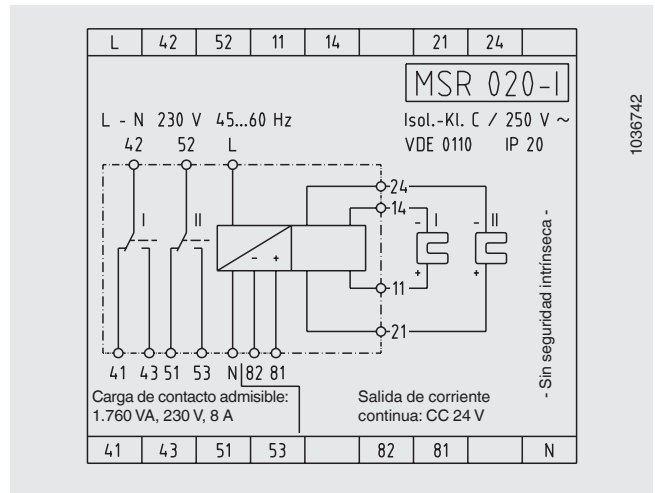 L 42 52 11 14 21 24
MSR 020-I
L - N 230 V 45...60 Hz
Isol.-Kl. C / 250 V ~
VDE 0110 IP 20
42 52 L
24
14
I II - I - II
- +
+ +
11
21
41 43 51 53 N 82 81
Carga de contacto admisible:
1.760 VA, 230 V, 8 A
Salida de corriente
continua: CC 24 V
- Sin seguridad intrínseca -
41 43 51 53 82 81 N
1036742